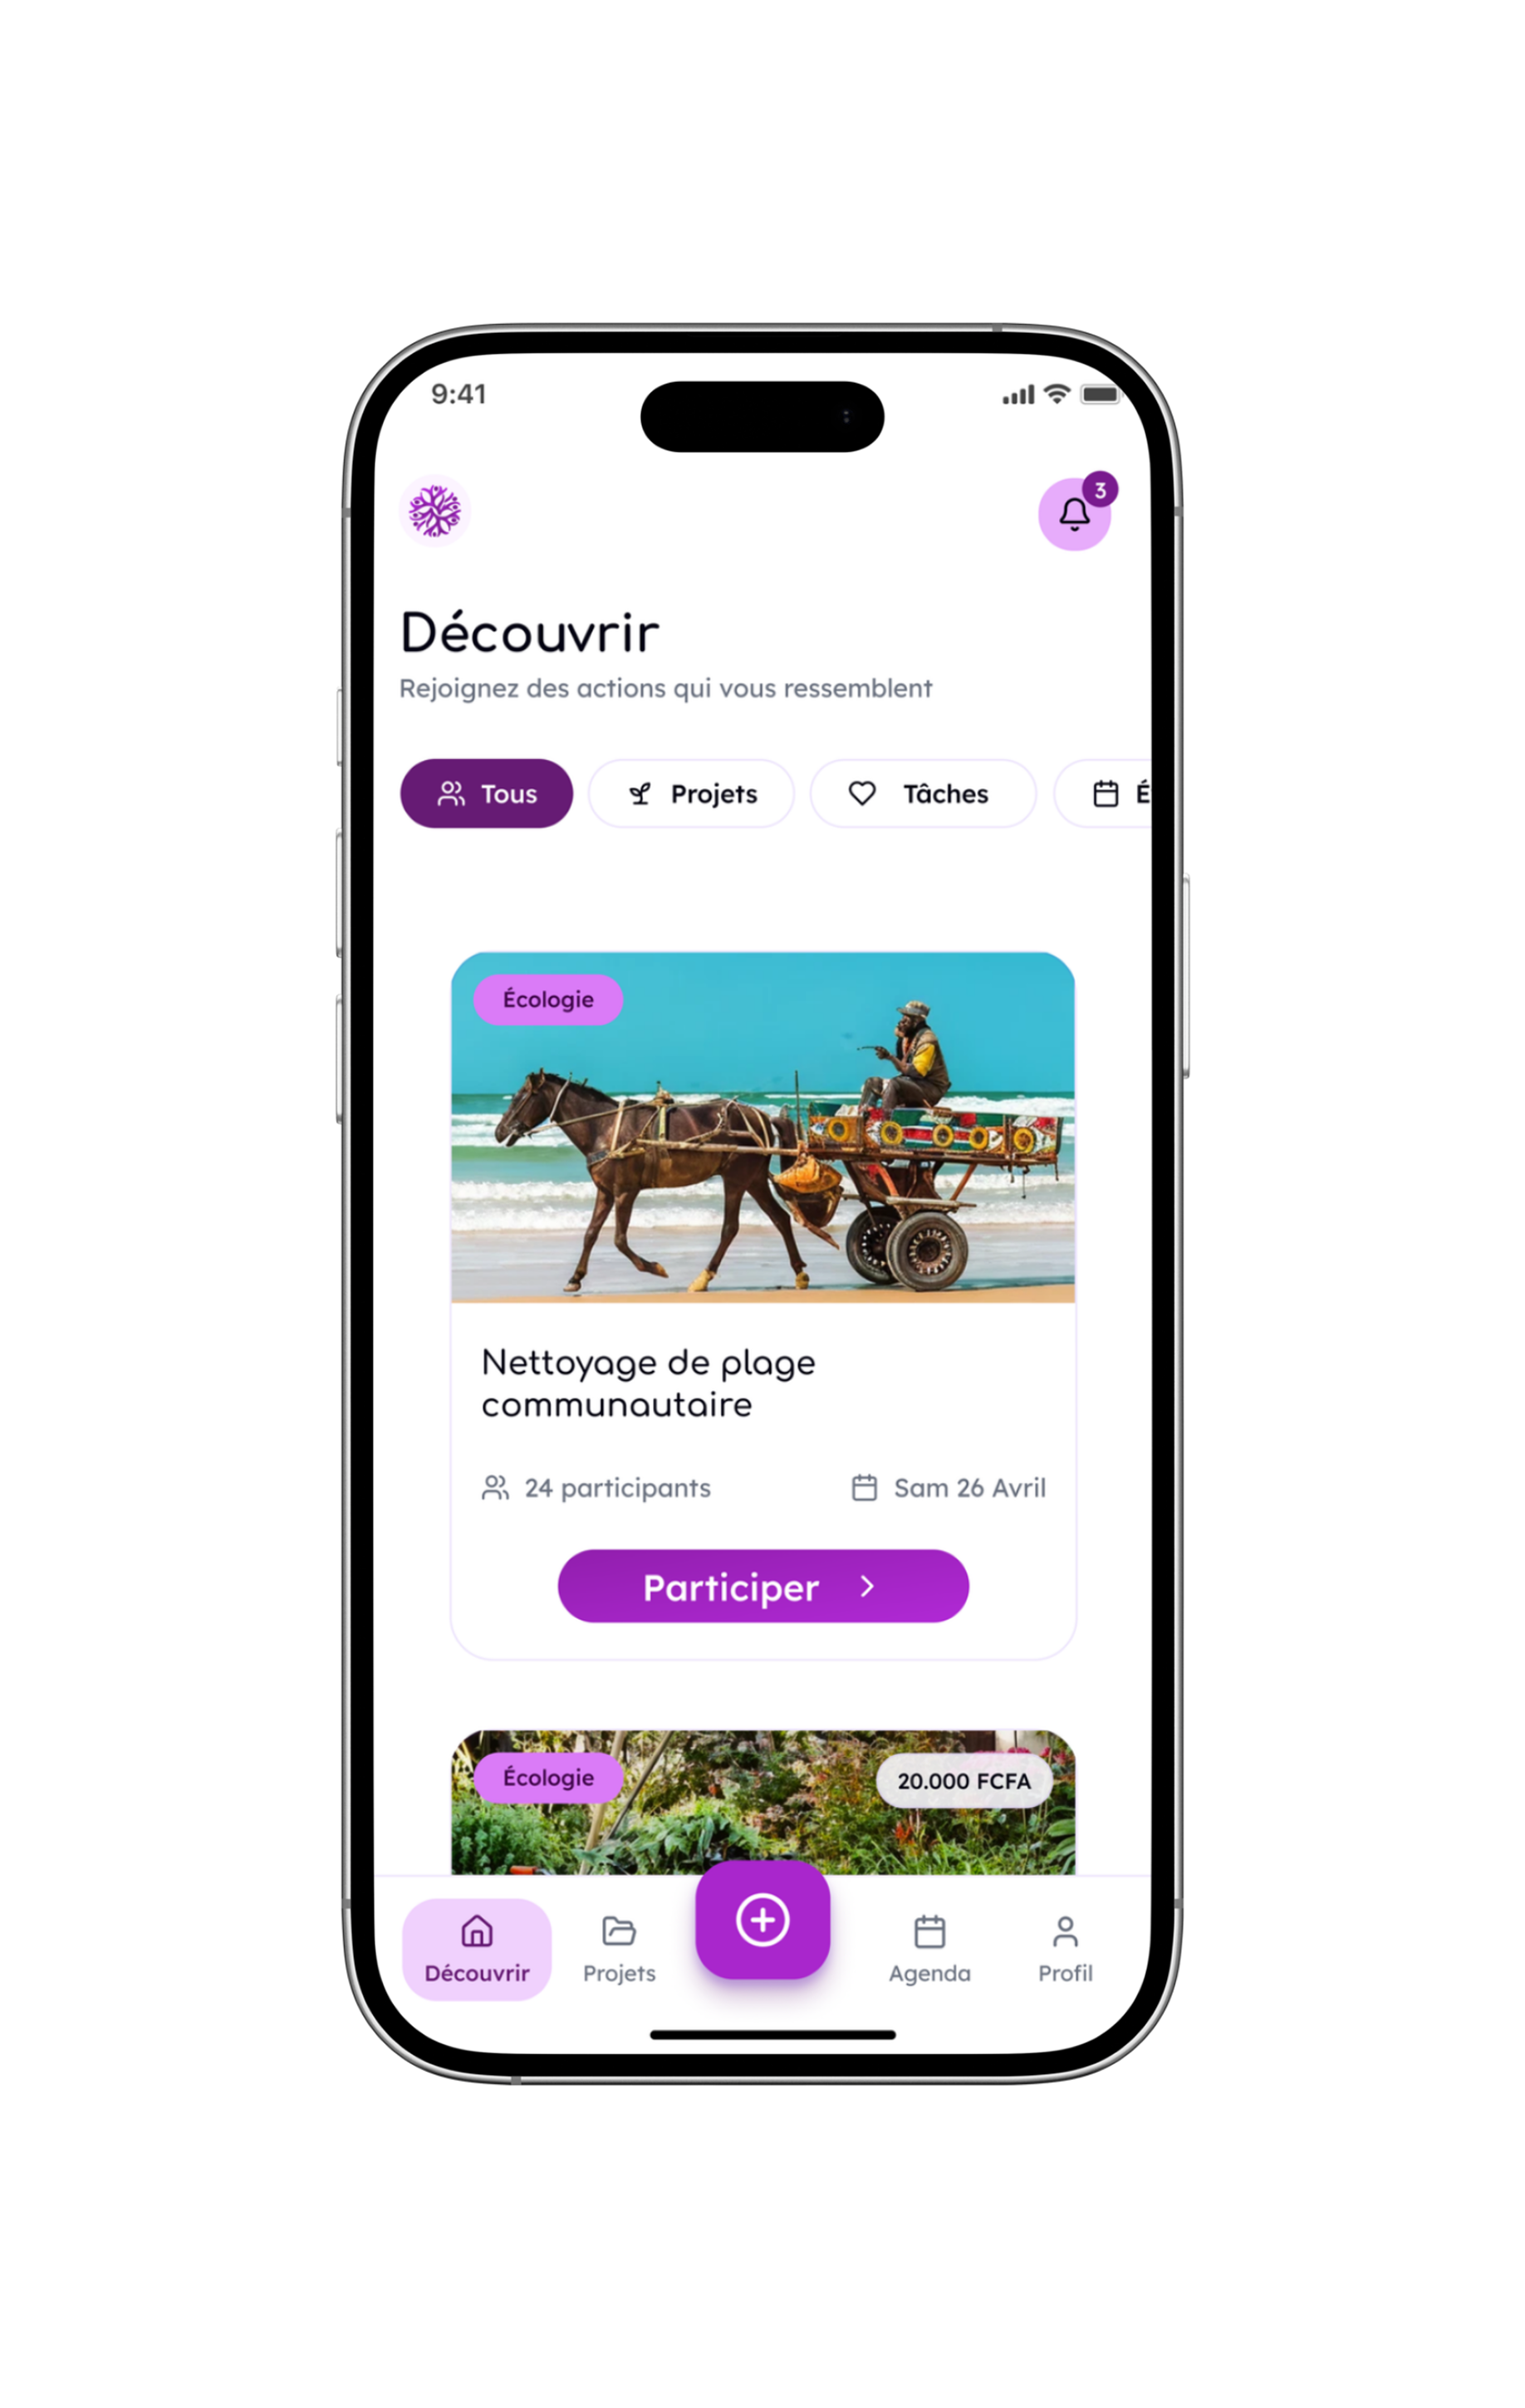 9:41
3
Découvrir
Rejoignez des actions qui vous ressemblent
Tous
Projets
Tâches
É
Écologie
Nettoyage de plage
communautaire
24 participants
Sam 26 Avril
Participer
Écologie
20.000 FCFA
Découvrir
Projets
Agenda
Profil